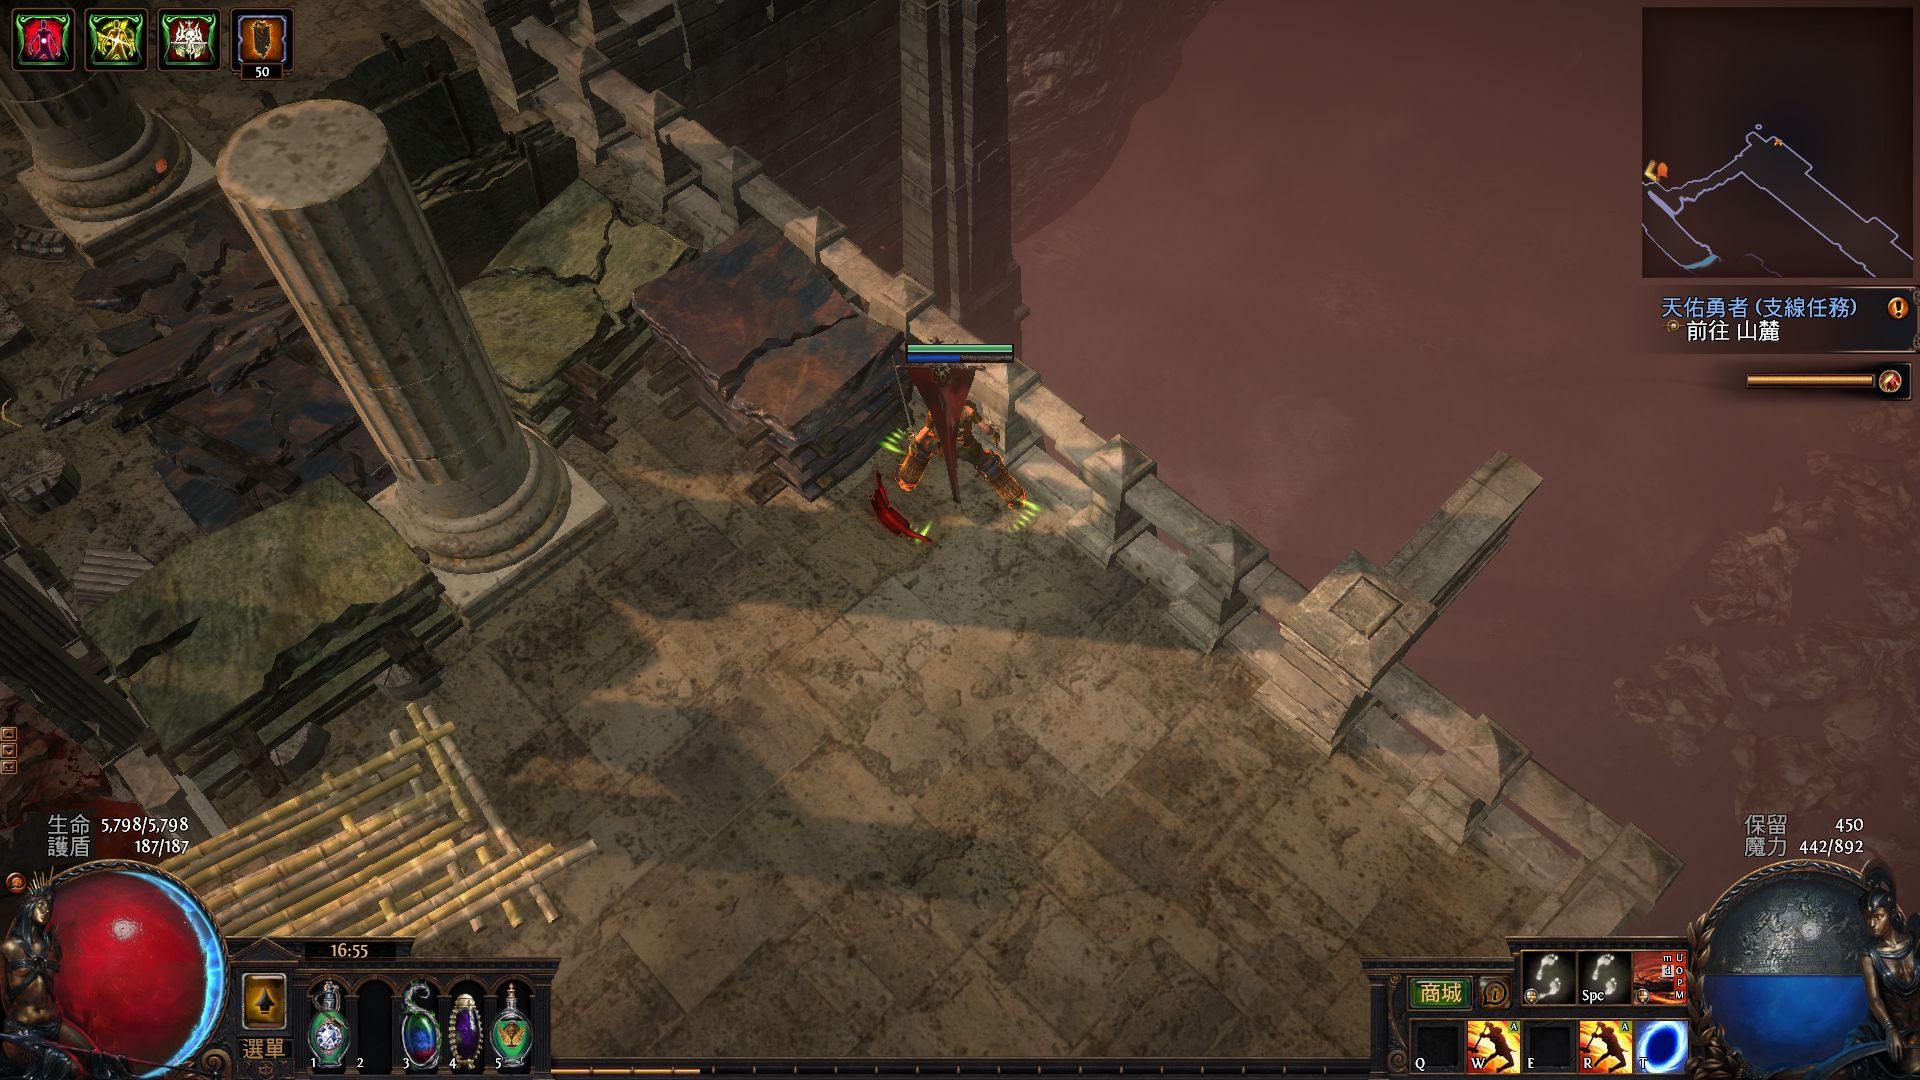 50
天佑勇者 (支線任務)
前往 山麓
生命 5,798/5,798
護盾 187/187
保留 450
魔力 442/892
16:55
選單
1 2 3 4 5
商城
Spc
m U
d O
P
M
Q W A E R A T